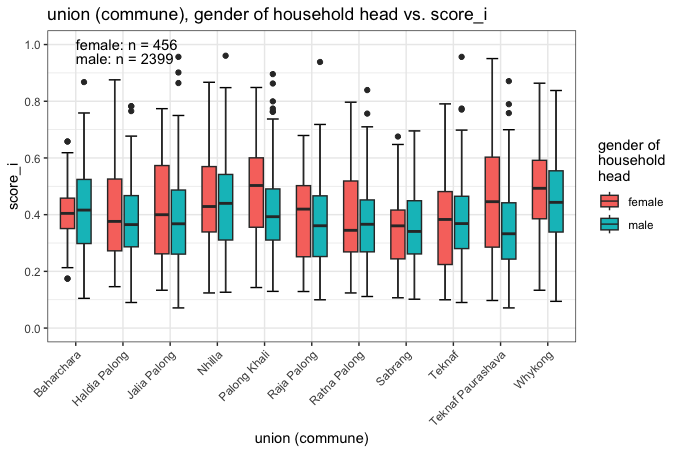 union (commune), gender of household head vs. score_i
female: n = 456
male: n = 2399
1.0
0.8
0.6
0.4
0.2
0.0
score_i
Baharchara
Haldia Palong
Jalia Palong
Nhilla
Palong Khali
Raja Palong
Ratna Palong
Sabrang
Teknaf
Teknaf Paurashava
Whykong
union (commune)
gender of
household
head
female
male